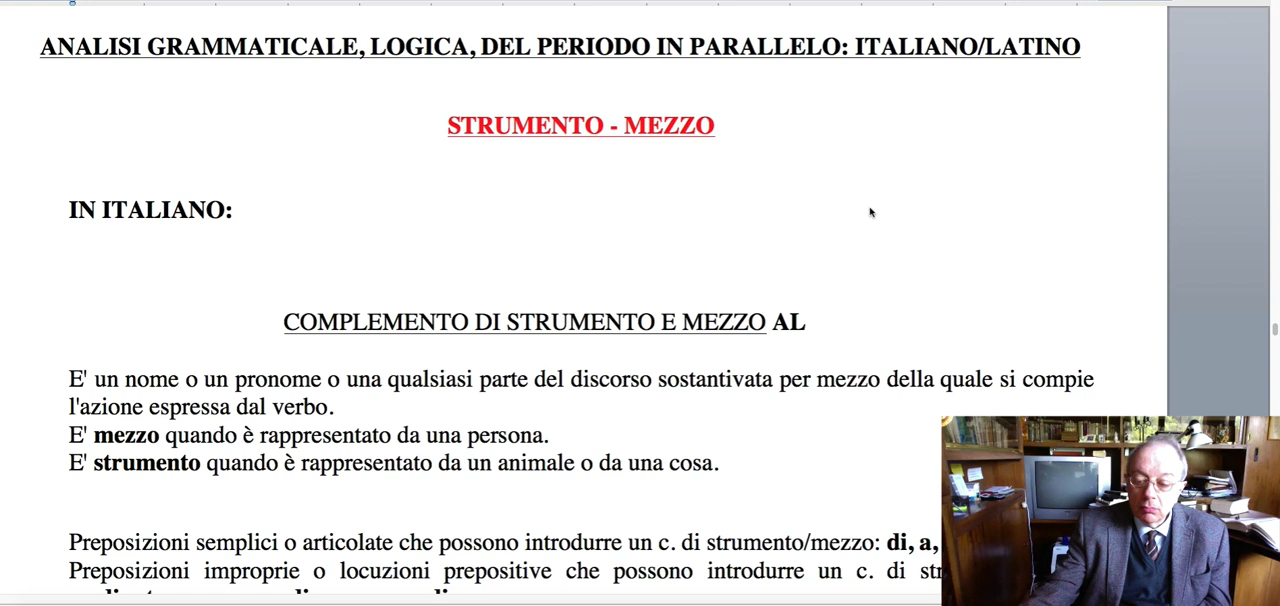 ANALISI GRAMMATICALE, LOGICA, DEL PERIODO IN PARALLELO: ITALIANO/LATINO
STRUMENTO - MEZZO
IN ITALIANO:
COMPLEMENTO DI STRUMENTO E MEZZO AL
E' un nome o un pronome o una qualsiasi parte del discorso sostantivata per mezzo della quale si compie
l'azione espressa dal verbo.
E' mezzo quando è rappresentato da una persona.
E' strumento quando è rappresentato da un animale o da una cosa.
Preposizioni semplici o articolate che possono introdurre un c. di strumento/mezzo: di, a,
Preposizioni improprie o locuzioni prepositive che possono introdurre un c. di